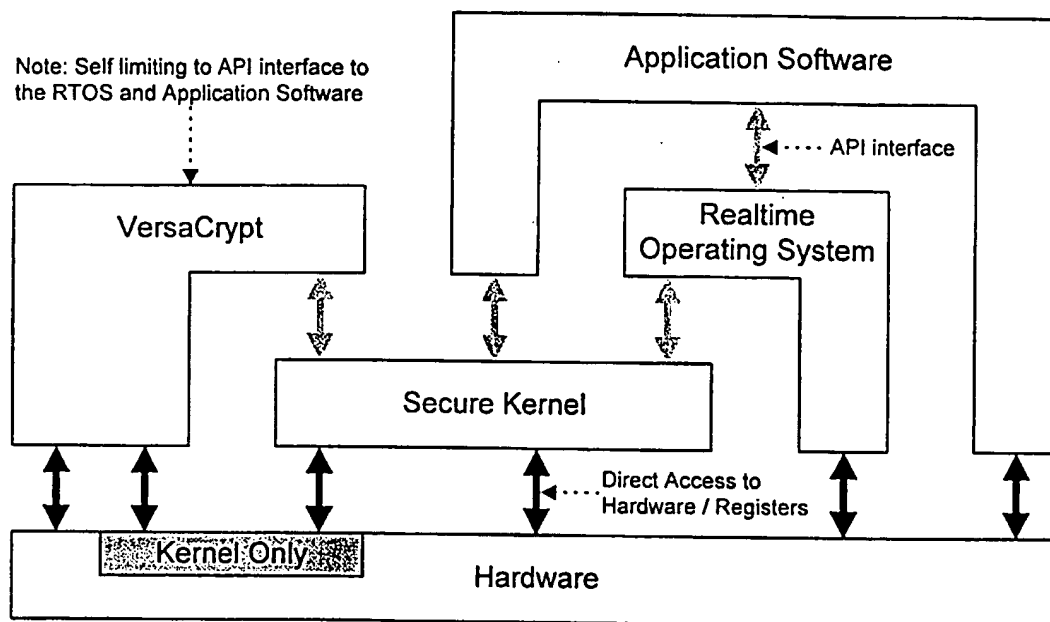 Application Software
Note: Self limiting to API interface to
the RTOS and Application Software
API interface
VersaCrypt
Realtime
Operating System
Secure Kernel
Direct Access to
Hardware / Registers
Kernel Only
Hardware